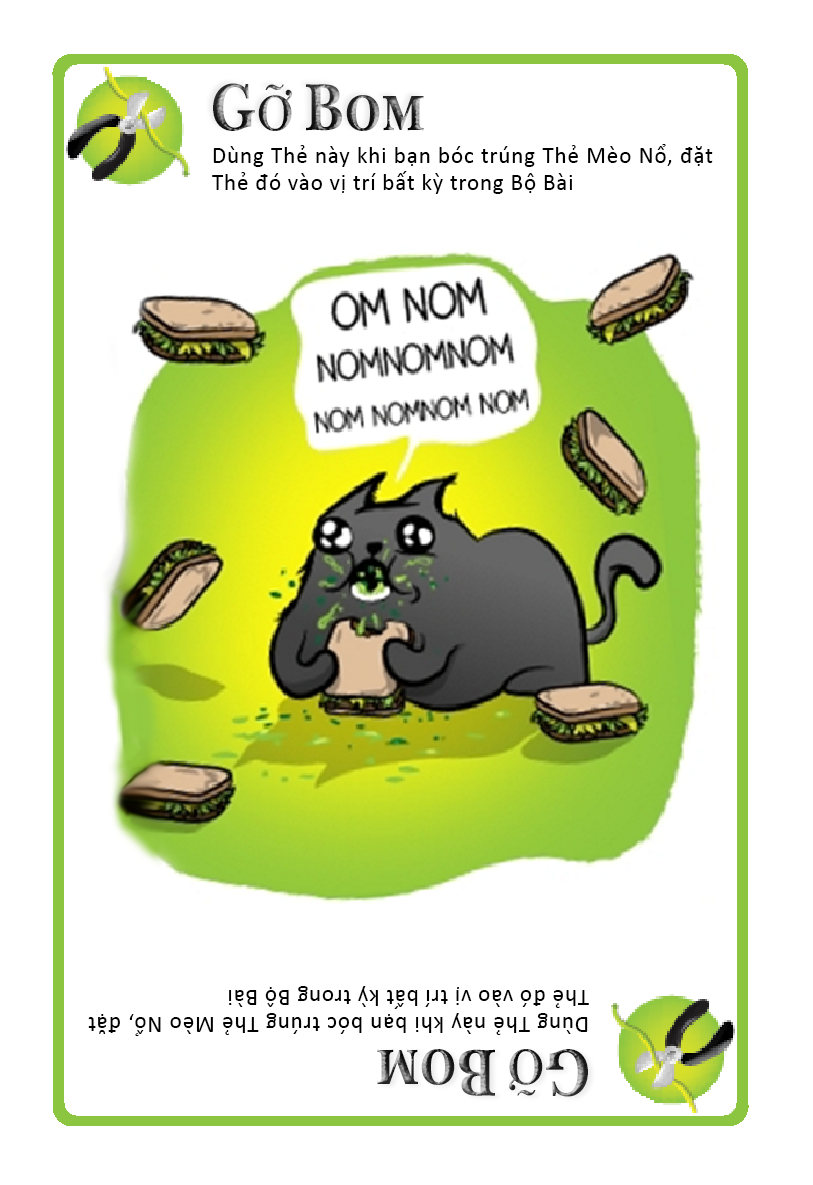 GỠ BOM
Dùng Thẻ này khi bạn bóc trúng Thẻ Mèo Nổ, đặt
Thẻ đó vào vị trí bất kỳ trong Bộ Bài
OM NOM
NOMNOMNOM
NOM NOMNOM NOM
GỠ BOM
Dùng Thẻ này khi bạn bóc trúng Thẻ Mèo Nổ, đặt
Thẻ đó vào vị trí bất kỳ trong Bộ Bài